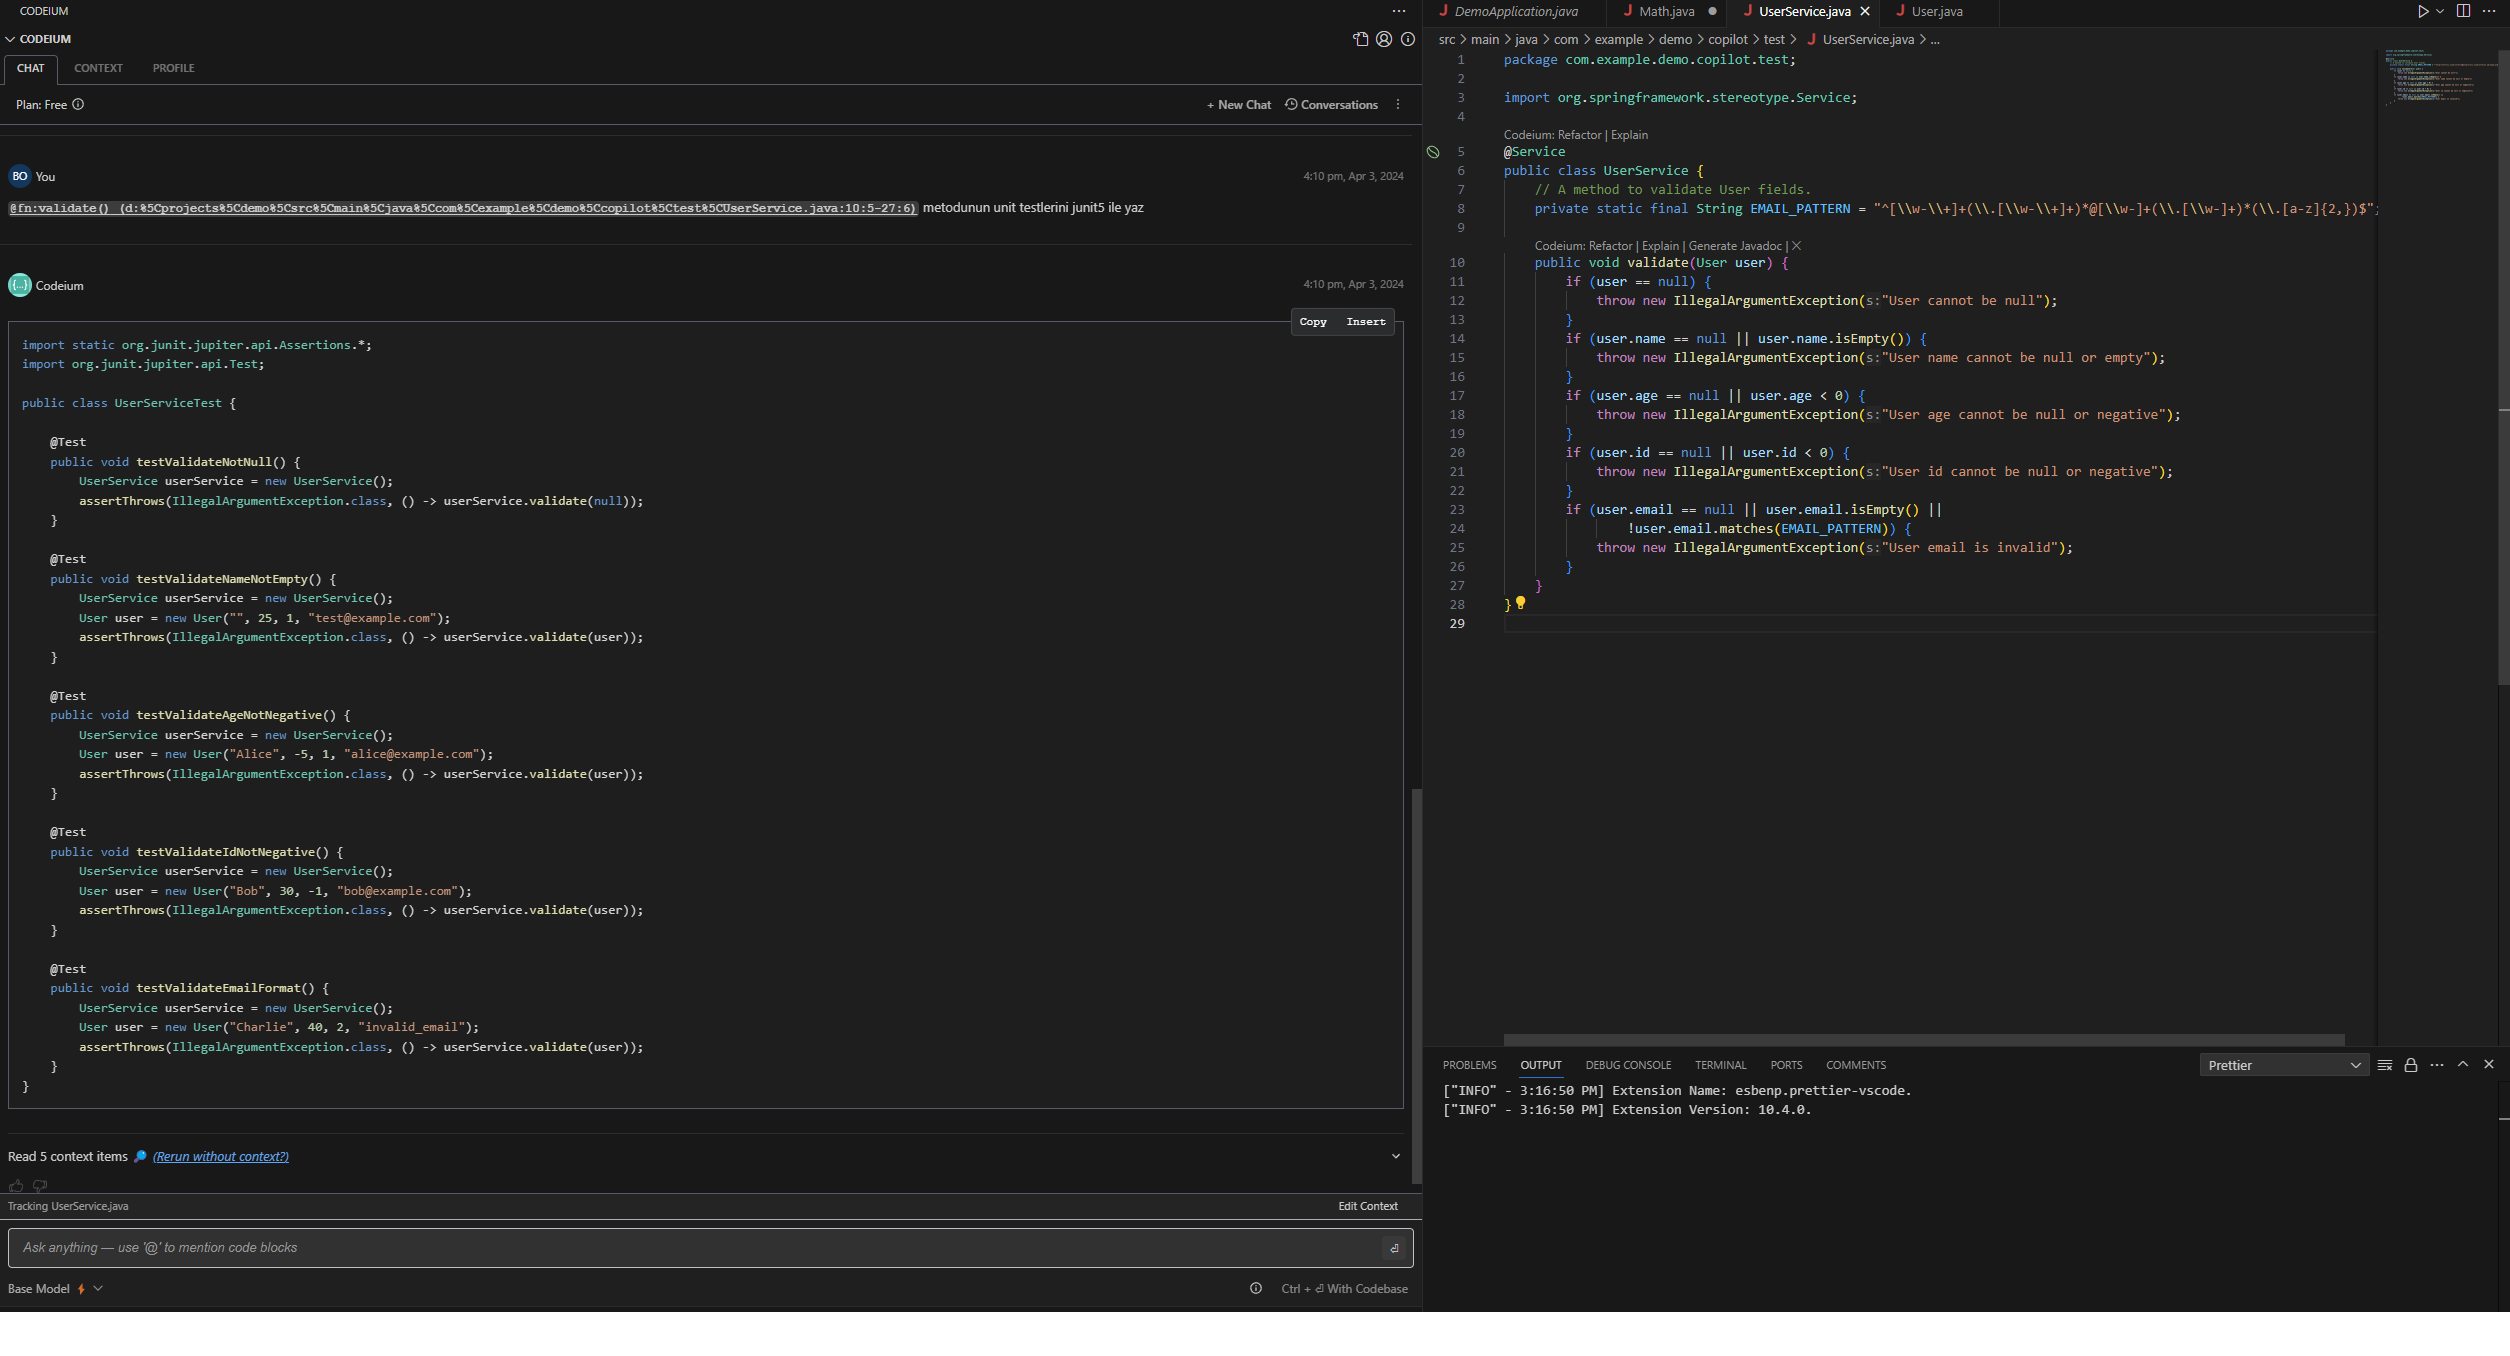 CODEIUM
CODEIUM
CHAT CONTEXT PROFILE
Plan: Free
+ New Chat Conversations
BO You 4:10 pm, Apr 3, 2024
@fn:validate() (d:%5Cprojects%5Cdemo%5Csrc%5Cmain%5Cjava%5Ccom%5Cexample%5Cdemo%5Ccopilot%5Ctest%5CUserService.java:10:5-27:6) metodunun unit testlerini junit5 ile yaz
{...} Codeium 4:10 pm, Apr 3, 2024
Copy Insert
import static org.junit.jupiter.api.Assertions.*;
import org.junit.jupiter.api.Test;
public class UserServiceTest {
@Test
public void testValidateNotNull() {
UserService userService = new UserService();
assertThrows(IllegalArgumentException.class, () -> userService.validate(null));
}
@Test
public void testValidateNameNotEmpty() {
UserService userService = new UserService();
User user = new User("", 25, 1, "test@example.com");
assertThrows(IllegalArgumentException.class, () -> userService.validate(user));
}
@Test
public void testValidateAgeNotNegative() {
UserService userService = new UserService();
User user = new User("Alice", -5, 1, "alice@example.com");
assertThrows(IllegalArgumentException.class, () -> userService.validate(user));
}
@Test
public void testValidateIdNotNegative() {
UserService userService = new UserService();
User user = new User("Bob", 30, -1, "bob@example.com");
assertThrows(IllegalArgumentException.class, () -> userService.validate(user));
}
@Test
public void testValidateEmailFormat() {
UserService userService = new UserService();
User user = new User("Charlie", 40, 2, "invalid_email");
assertThrows(IllegalArgumentException.class, () -> userService.validate(user));
}
}
Read 5 context items (Rerun without context?)
Tracking UserService.java Edit Context
Ask anything — use '@' to mention code blocks
Base Model Ctrl + ⏎ With Codebase
J DemoApplication.java J Math.java J UserService.java J User.java
src > main > java > com > example > demo > copilot > test > J UserService.java > ...
1 package com.example.demo.copilot.test;
2
3 import org.springframework.stereotype.Service;
4
Codeium: Refactor | Explain
5 @Service
6 public class UserService {
7 // A method to validate User fields.
8 private static final String EMAIL_PATTERN = "^[\\w-\\+]+(\\.[\\w-\\+]+)*@[\\w-]+(\\.[\\w-]+)*(\\.[a-z]{2,})$";
9
Codeium: Refactor | Explain | Generate Javadoc | X
10 public void validate(User user) {
11 if (user == null) {
12 throw new IllegalArgumentException(s:"User cannot be null");
13 }
14 if (user.name == null || user.name.isEmpty()) {
15 throw new IllegalArgumentException(s:"User name cannot be null or empty");
16 }
17 if (user.age == null || user.age < 0) {
18 throw new IllegalArgumentException(s:"User age cannot be null or negative");
19 }
20 if (user.id == null || user.id < 0) {
21 throw new IllegalArgumentException(s:"User id cannot be null or negative");
22 }
23 if (user.email == null || user.email.isEmpty() ||
24 !user.email.matches(EMAIL_PATTERN)) {
25 throw new IllegalArgumentException(s:"User email is invalid");
26 }
27 }
28 }
29
PROBLEMS OUTPUT DEBUG CONSOLE TERMINAL PORTS COMMENTS Prettier
["INFO" - 3:16:50 PM] Extension Name: esbenp.prettier-vscode.
["INFO" - 3:16:50 PM] Extension Version: 10.4.0.